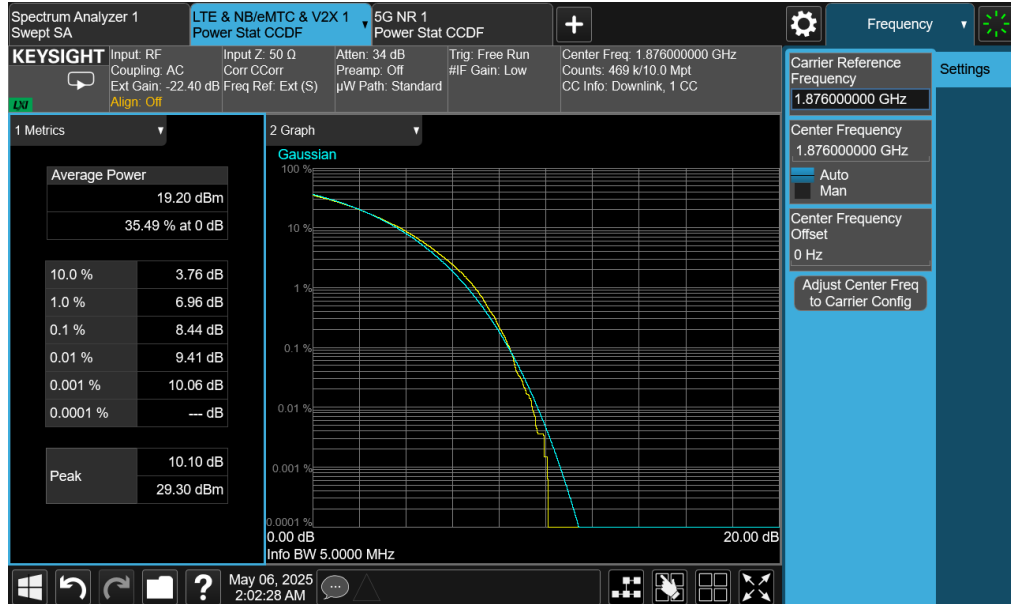 Spectrum Analyzer 1
Swept SA
LTE & NB/eMTC & V2X 1
Power Stat CCDF
5G NR 1
Power Stat CCDF
Frequency
KEYSIGHT
LXI
Input: RF
Coupling: AC
Ext Gain: -22.40 dB
Align: Off
Input Z: 50 Ω
Corr CCorr
Freq Ref: Ext (S)
Atten: 34 dB
Preamp: Off
µW Path: Standard
Trig: Free Run
#IF Gain: Low
Center Freq: 1.876000000 GHz
Counts: 469 k/10.0 Mpt
CC Info: Downlink, 1 CC
Carrier Reference
Frequency
1.876000000 GHz
Settings
Center Frequency
1.876000000 GHz
Auto
Man
Center Frequency
Offset
0 Hz
Adjust Center Freq
to Carrier Config
1 Metrics
Average Power
19.20 dBm
35.49 % at 0 dB
10.0 % 3.76 dB
1.0 % 6.96 dB
0.1 % 8.44 dB
0.01 % 9.41 dB
0.001 % 10.06 dB
0.0001 % --- dB
Peak
10.10 dB
29.30 dBm
2 Graph
Gaussian
100 %
10 %
1 %
0.1 %
0.01 %
0.001 %
0.0001 %
0.00 dB 20.00 dB
Info BW 5.0000 MHz
?
May 06, 2025
2:02:28 AM